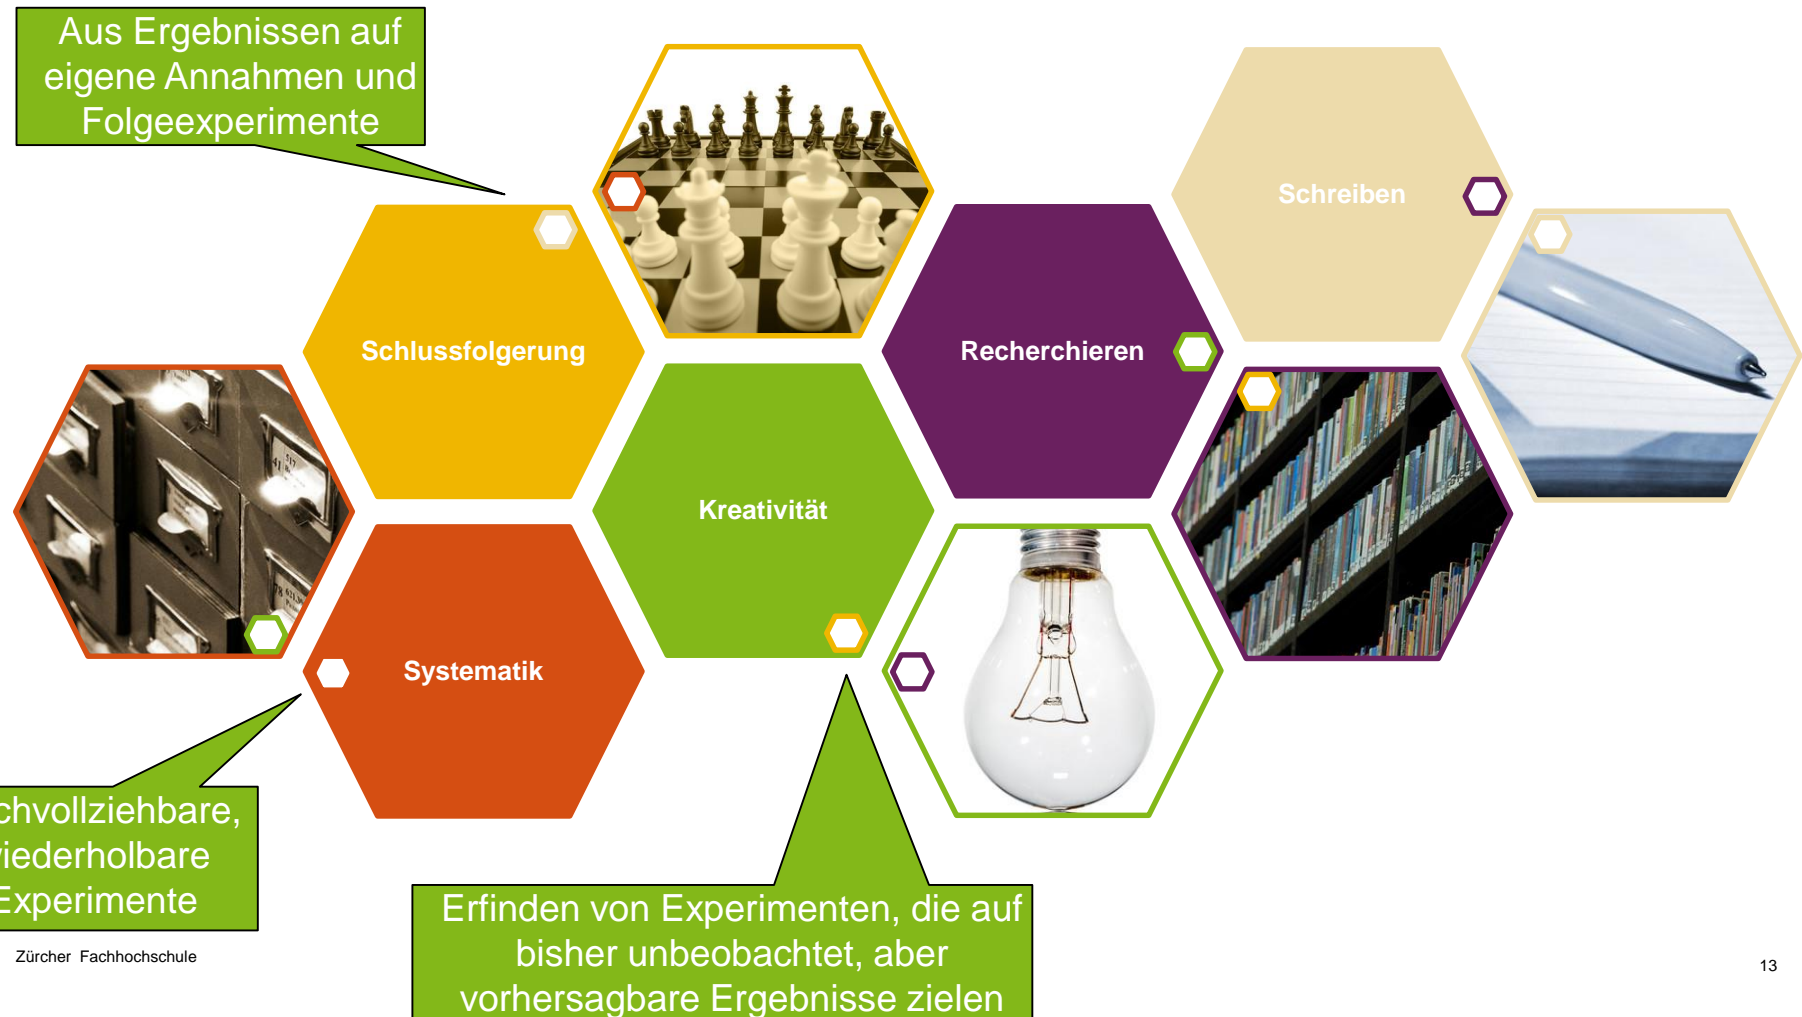 Aus Ergebnissen auf
eigene Annahmen und
Folgeexperimente
Schreiben
Schlussfolgerung
Recherchieren
Kreativität
Systematik
chvollziehbare,
iederholbare
Experimente
Erfinden von Experimenten, die auf
bisher unbeobachtet, aber
vorhersagbare Ergebnisse zielen
Zürcher Fachhochschule
13